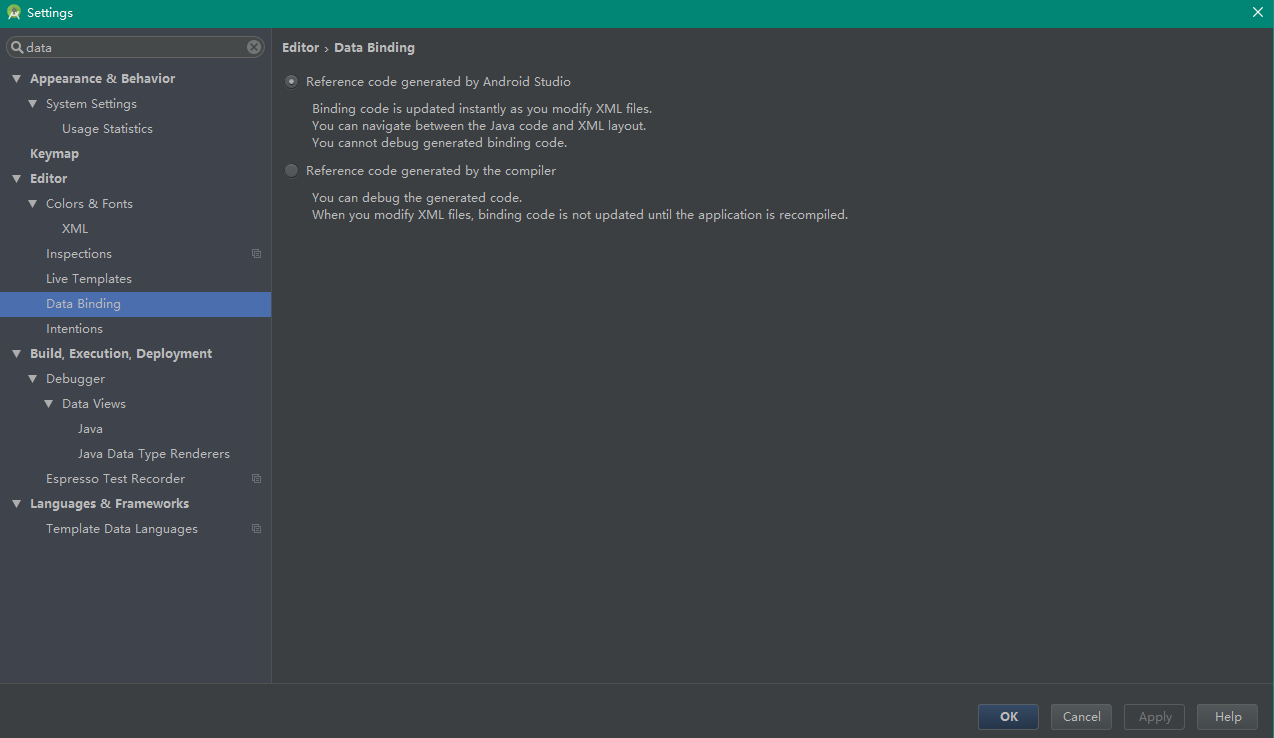 Settings
data
Appearance & Behavior
System Settings
Usage Statistics
Keymap
Editor
Colors & Fonts
XML
Inspections
Live Templates
Data Binding
Intentions
Build, Execution, Deployment
Debugger
Data Views
Java
Java Data Type Renderers
Espresso Test Recorder
Languages & Frameworks
Template Data Languages
Editor › Data Binding
Reference code generated by Android Studio
Binding code is updated instantly as you modify XML files.
You can navigate between the Java code and XML layout.
You cannot debug generated binding code.
Reference code generated by the compiler
You can debug the generated code.
When you modify XML files, binding code is not updated until the application is recompiled.
OK Cancel Apply Help